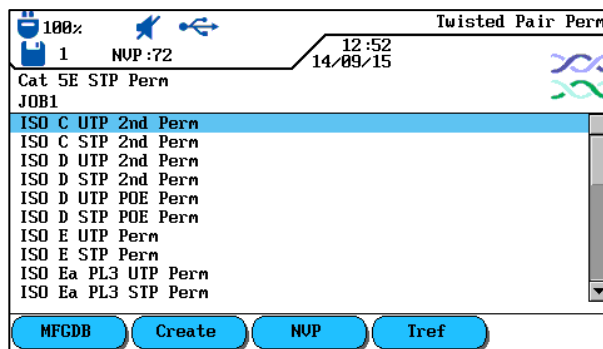 100%
Twisted Pair Perm
1 NVP:72
12:52
14/09/15
Cat 5E STP Perm
JOB1
ISO C UTP 2nd Perm
ISO C STP 2nd Perm
ISO D UTP 2nd Perm
ISO D STP 2nd Perm
ISO D UTP POE Perm
ISO D STP POE Perm
ISO E UTP Perm
ISO E STP Perm
ISO Ea PL3 UTP Perm
ISO Ea PL3 STP Perm
MFGDB Create NVP Tref